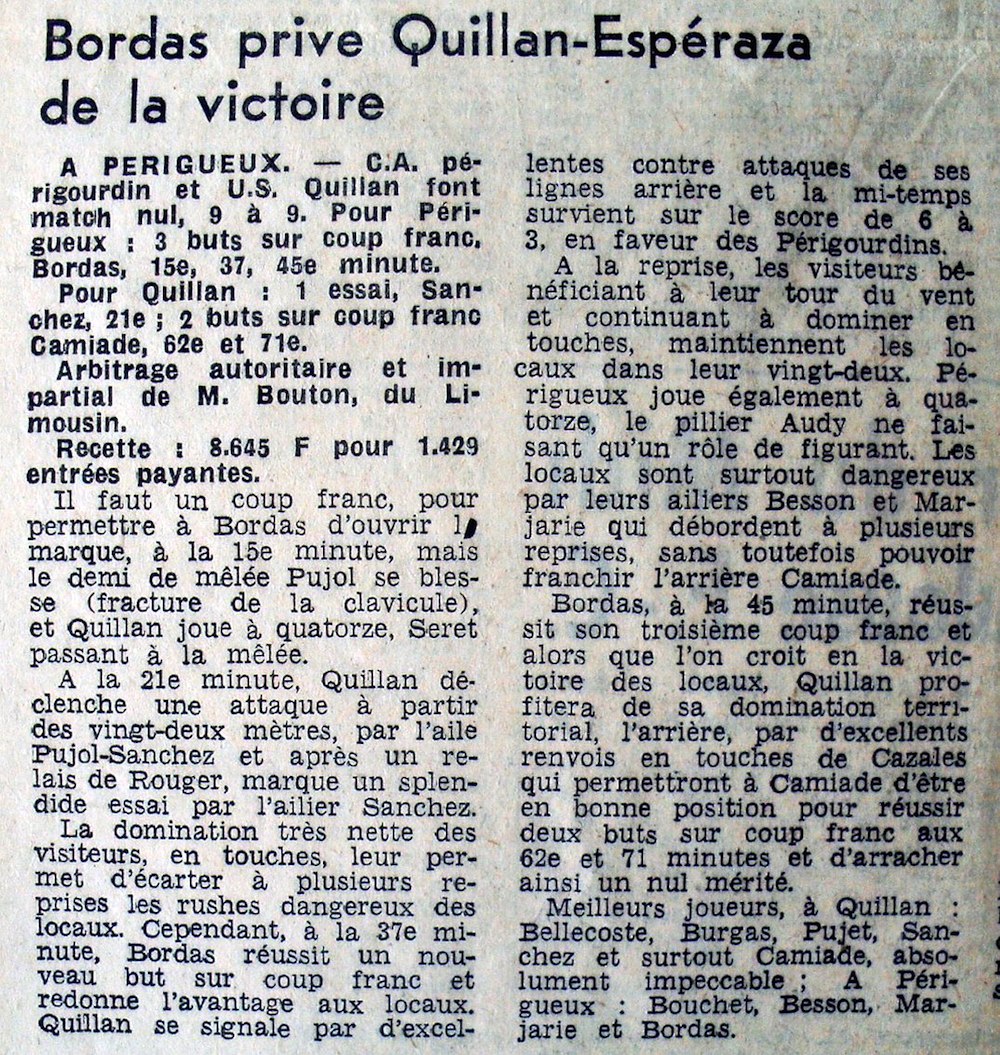 Bordas prive Quillan-Espéraza
de la victoire
A PERIGUEUX. — C.A. pé-
rigourdin et U.S. Quillan font
match nul, 9 à 9. Pour Péri-
gueux : 3 buts sur coup franc,
Bordas, 15e, 37, 45e minute.
Pour Quillan : 1 essai, San-
chez, 21e ; 2 buts sur coup franc
Camiade, 62e et 71e.
Arbitrage autoritaire et im-
partial de M. Bouton, du Li-
mousin.
Recette : 8.645 F pour 1.429
entrées payantes.
Il faut un coup franc, pour
permettre à Bordas d'ouvrir l
marque, à la 15e minute, mais
le demi de mêlée Pujol se bles-
se (fracture de la clavicule),
et Quillan joue à quatorze, Seret
passant à la mêlée.
A la 21e minute, Quillan dé-
clenche une attaque à partir
des vingt-deux mètres, par l'aile
Pujol-Sanchez et après un re-
lais de Rouger, marque un splen-
dide essai par l'ailier Sanchez.
La domination très nette des
visiteurs, en touches, leur per-
met d'écarter à plusieurs re-
prises les rushes dangereux des
locaux. Cependant, à la 37e mi-
nute, Bordas réussit un nou-
veau but sur coup franc et
redonne l'avantage aux locaux.
Quillan se signale par d'excel-
lentes contre attaques de ses
lignes arrière et la mi-temps
survient sur le score de 6 à
3, en faveur des Périgourdins.
A la reprise, les visiteurs bé-
néficiant à leur tour du vent
et continuant à dominer en
touches, maintiennent les lo-
caux dans leur vingt-deux. Pé-
rigueux joue également à qua-
torze, le pillier Audy ne fai-
sant qu'un rôle de figurant. Les
locaux sont surtout dangereux
par leurs ailiers Besson et Mar-
jarie qui débordent à plusieurs
reprises, sans toutefois pouvoir
franchir l'arrière Camiade.
Bordas, à la 45 minute, réus-
sit son troisième coup franc et
alors que l'on croit en la vic-
toire des locaux, Quillan pro-
fitera de sa domination terri-
torial, l'arrière, par d'excellents
renvois en touches de Cazales
qui permettront à Camiade d'être
en bonne position pour réussir
deux buts sur coup franc aux
62e et 71 minutes et d'arracher
ainsi un nul mérité.
Meilleurs joueurs, à Quillan :
Bellecoste, Burgas, Pujet, San-
chez et surtout Camiade, abso-
lument impeccable ; A Péri-
gueux : Bouchet, Besson, Mar-
jarie et Bordas.